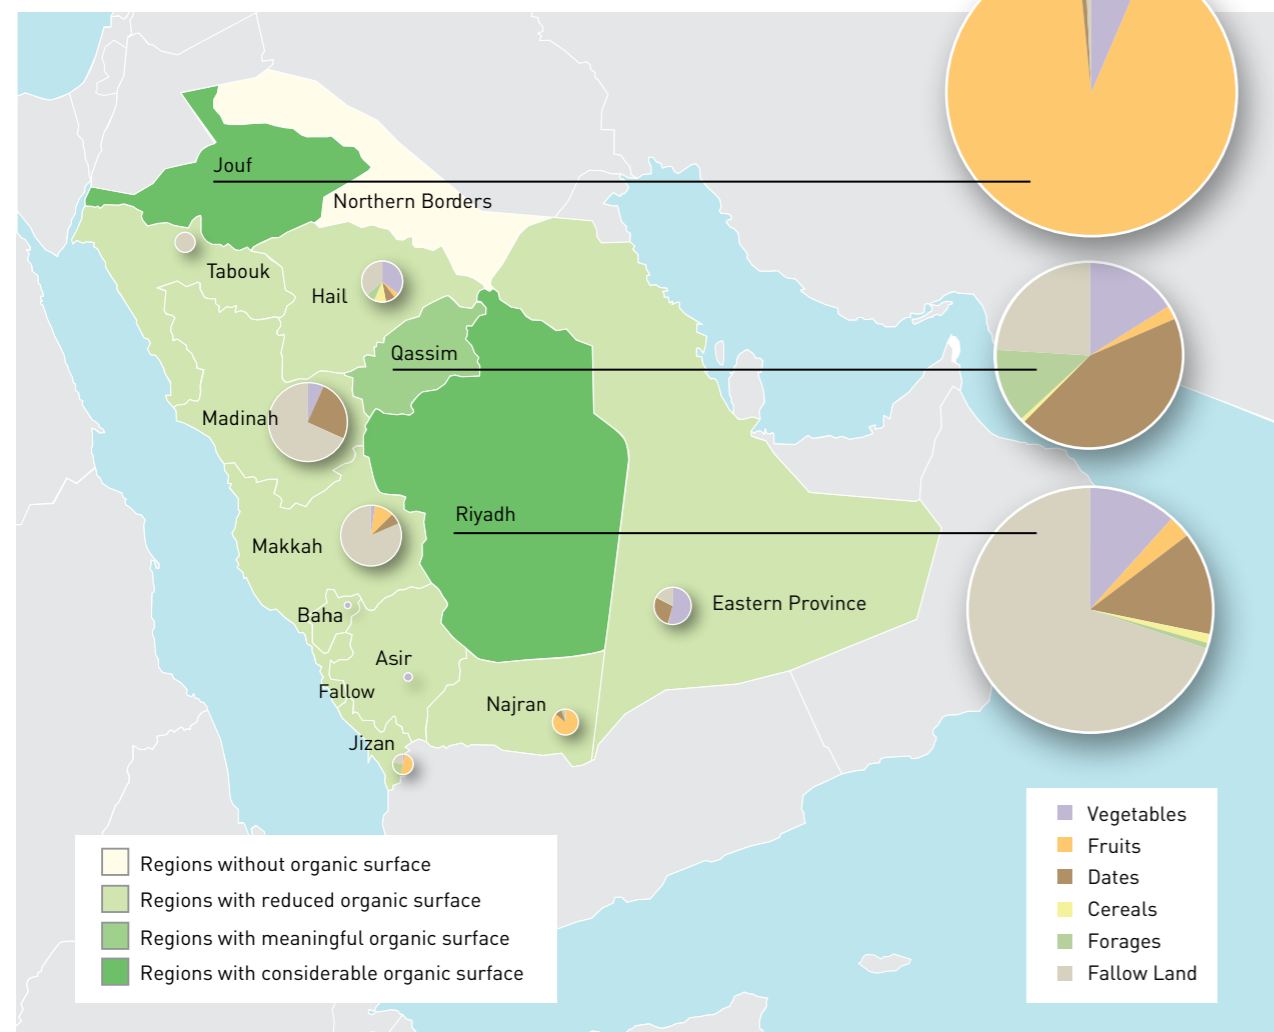 Jouf
Northern Borders
Tabouk
Hail
Qassim
Madinah
Riyadh
Makkah
Eastern Province
Baha
Asir
Fallow
Najran
Jizan
Regions without organic surface
Regions with reduced organic surface
Regions with meaningful organic surface
Regions with considerable organic surface
Vegetables
Fruits
Dates
Cereals
Forages
Fallow Land